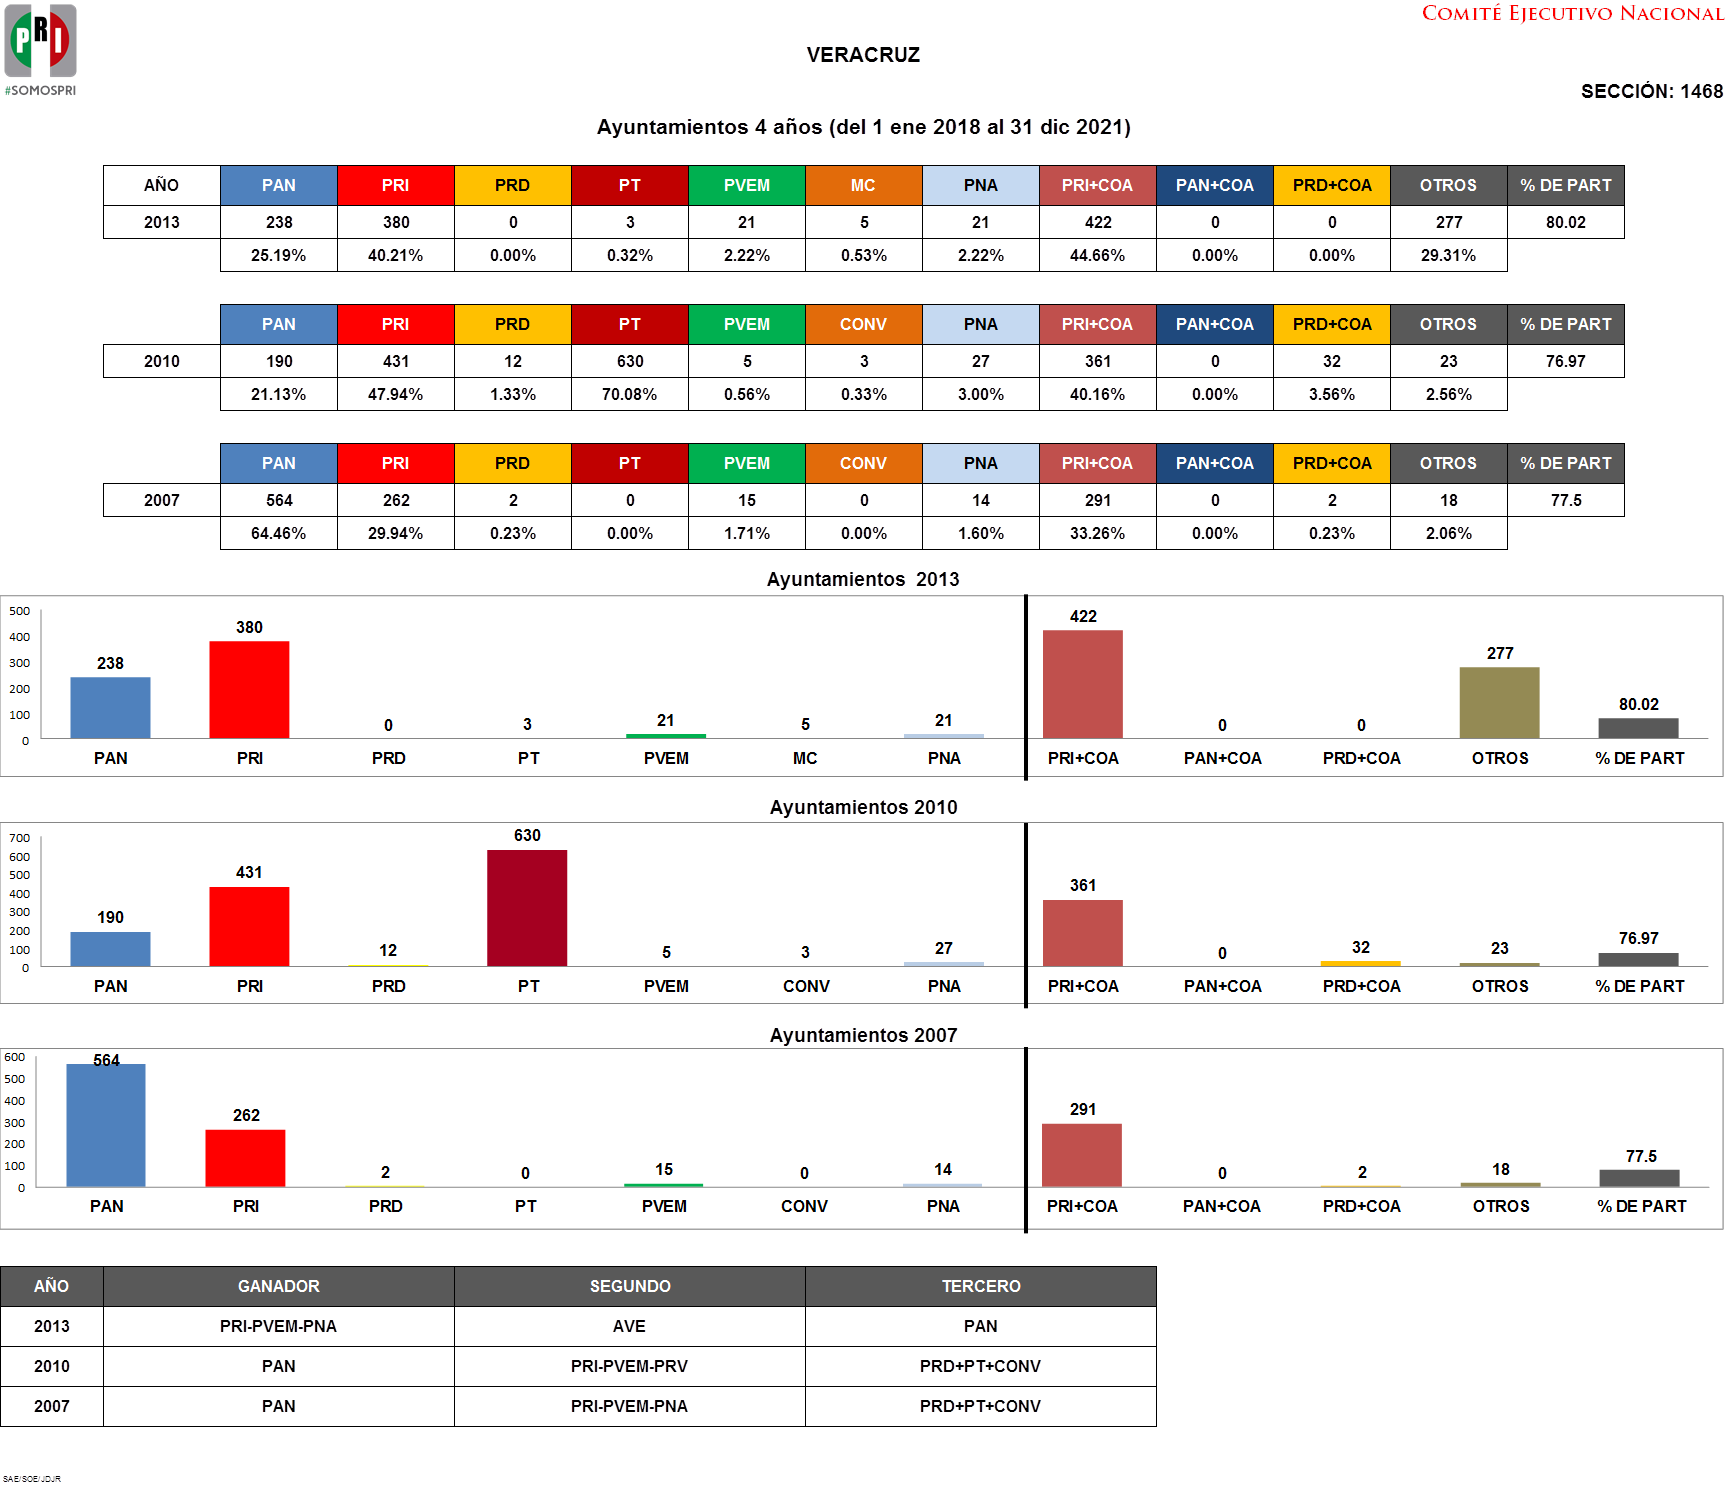 COMITÉ EJECUTIVO NACIONAL
PRI
#SOMOSPRI
VERACRUZ
SECCIÓN: 1468
Ayuntamientos 4 años (del 1 ene 2018 al 31 dic 2021)
AÑO PAN PRI PRD PT PVEM MC PNA PRI+COA PAN+COA PRD+COA OTROS % DE PART
2013 238 380 0 3 21 5 21 422 0 0 277 80.02
25.19% 40.21% 0.00% 0.32% 2.22% 0.53% 2.22% 44.66% 0.00% 0.00% 29.31%
PAN PRI PRD PT PVEM CONV PNA PRI+COA PAN+COA PRD+COA OTROS % DE PART
2010 190 431 12 630 5 3 27 361 0 32 23 76.97
21.13% 47.94% 1.33% 70.08% 0.56% 0.33% 3.00% 40.16% 0.00% 3.56% 2.56%
PAN PRI PRD PT PVEM CONV PNA PRI+COA PAN+COA PRD+COA OTROS % DE PART
2007 564 262 2 0 15 0 14 291 0 2 18 77.5
64.46% 29.94% 0.23% 0.00% 1.71% 0.00% 1.60% 33.26% 0.00% 0.23% 2.06%
Ayuntamientos 2013
500
400
300
200
100
0
238 380 0 3 21 5 21 422 0 0 277 80.02
PAN PRI PRD PT PVEM MC PNA PRI+COA PAN+COA PRD+COA OTROS % DE PART
Ayuntamientos 2010
700
600
500
400
300
200
100
0
190 431 12 630 5 3 27 361 0 32 23 76.97
PAN PRI PRD PT PVEM CONV PNA PRI+COA PAN+COA PRD+COA OTROS % DE PART
Ayuntamientos 2007
600
500
400
300
200
100
0
564 262 2 0 15 0 14 291 0 2 18 77.5
PAN PRI PRD PT PVEM CONV PNA PRI+COA PAN+COA PRD+COA OTROS % DE PART
AÑO GANADOR SEGUNDO TERCERO
2013 PRI-PVEM-PNA AVE PAN
2010 PAN PRI-PVEM-PRV PRD+PT+CONV
2007 PAN PRI-PVEM-PNA PRD+PT+CONV
SAE/SOE/JDJR